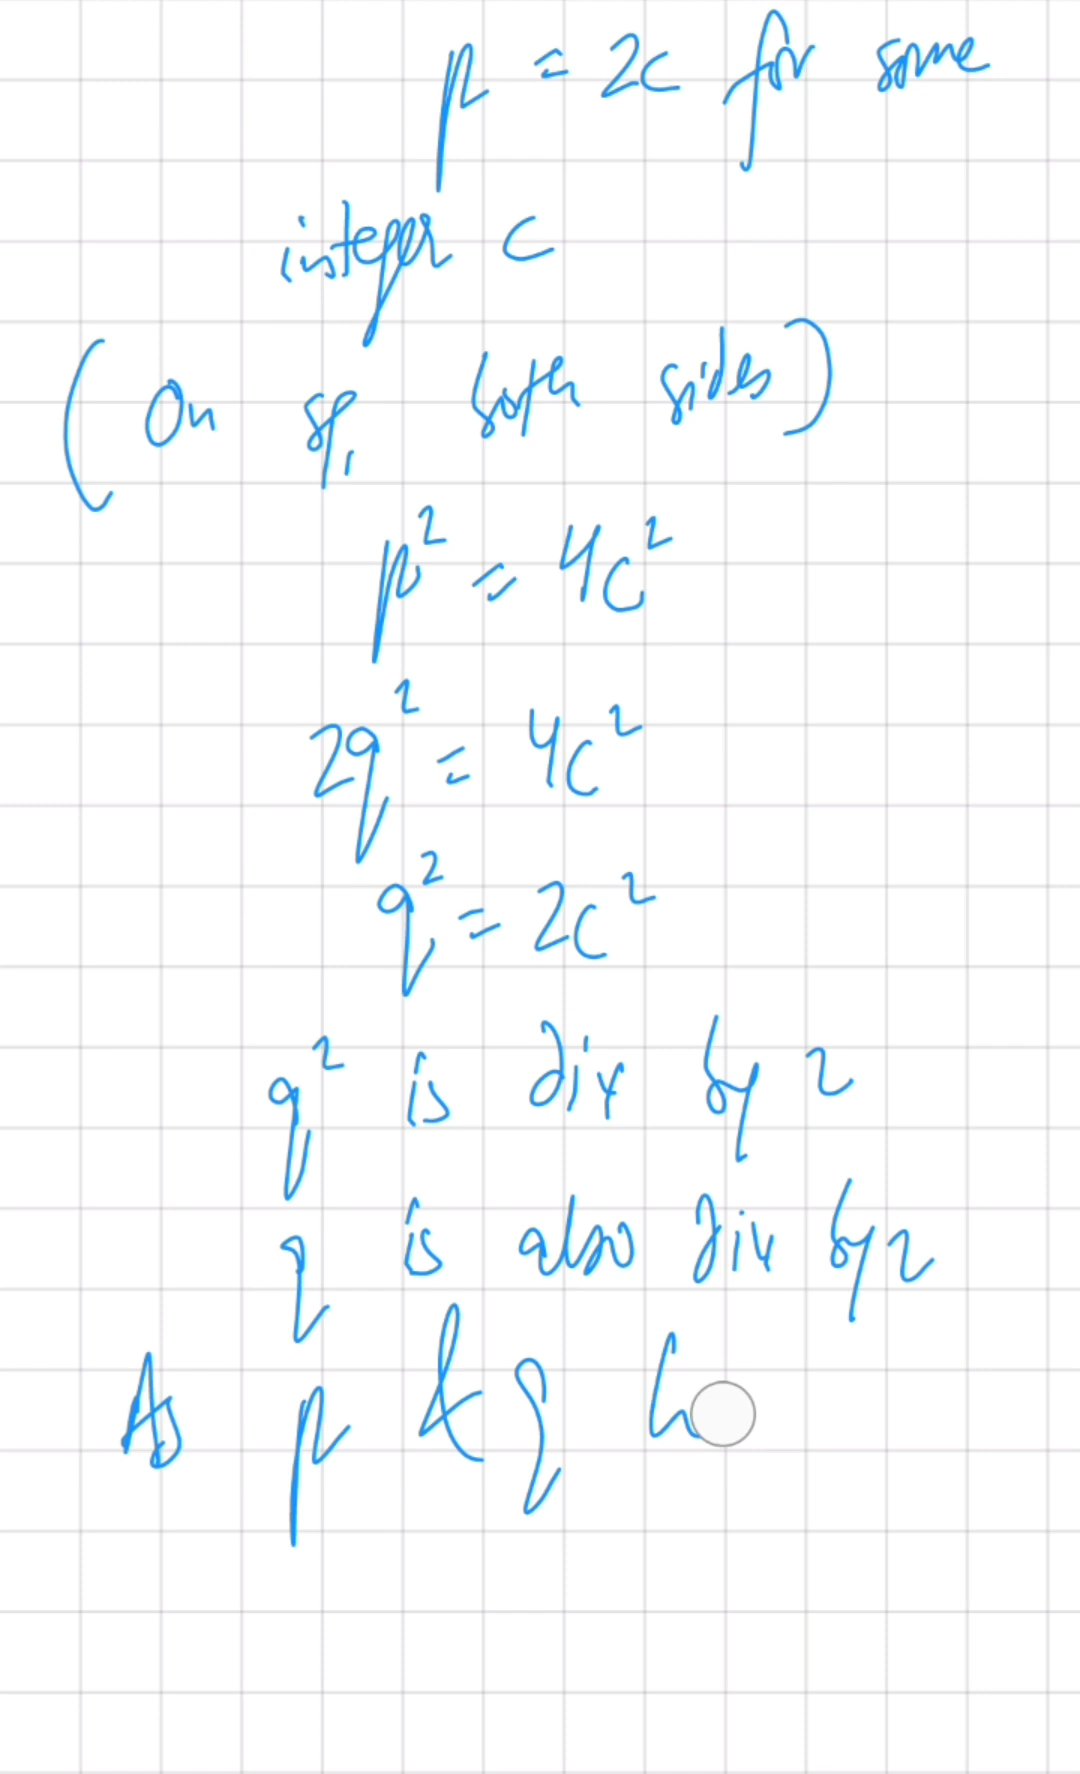 p = 2c for some
integer c
(On sq, both sides)
p² = 4c²
2q² = 4c²
q² = 2c²
q² is div by 2
q is also div by 2
As p & q h